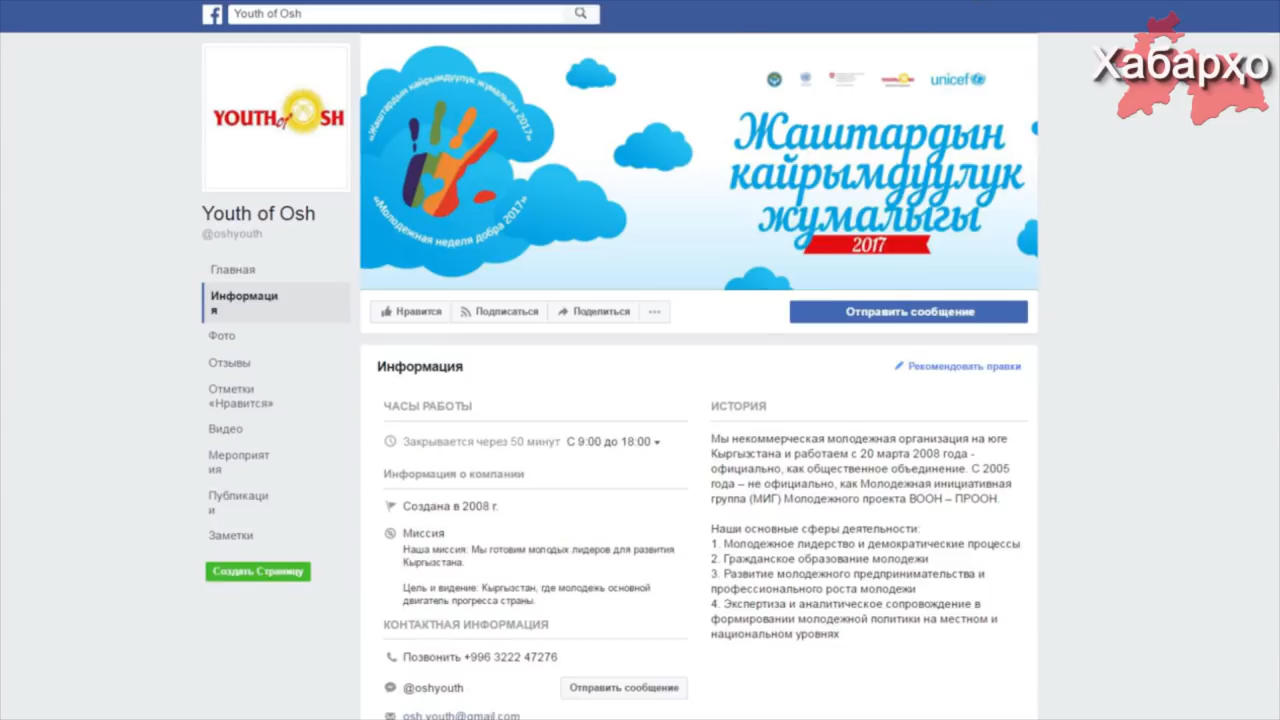 Youth of Osh
Хабарҳо
YOUTH of OSH
Youth of Osh
@oshyouth
Главная
Информаци
я
Фото
Отзывы
Отметки
«Нравится»
Видео
Мероприят
ия
Публикаци
и
Заметки
Создать Страницу
«Жаштардын кайрымдуулук жумалыгы 2017»
«Молодежная неделя добра 2017»
unicef
Жаштардын
кайрымдуулук
жумалыгы
2017
Нравится Подписаться Поделиться ···
Отправить сообщение
Информация
Рекомендовать правки
ЧАСЫ РАБОТЫ
Закрывается через 50 минут С 9:00 до 18:00
Информация о компании
Создана в 2008 г.
Миссия
Наша миссия: Мы готовим молодых лидеров для развития
Кыргызстана.
Цель и видение: Кыргызстан, где молодежь основной
двигатель прогресса страны.
КОНТАКТНАЯ ИНФОРМАЦИЯ
Позвонить +996 3222 47276
@oshyouth
Отправить сообщение
osh.youth@gmail.com
ИСТОРИЯ
Мы некоммерческая молодежная организация на юге
Кыргызстана и работаем с 20 марта 2008 года -
официально, как общественное объединение. С 2005
года – не официально, как Молодежная инициативная
группа (МИГ) Молодежного проекта ВООН – ПРООН.
Наши основные сферы деятельности:
1. Молодежное лидерство и демократические процессы
2. Гражданское образование молодежи
3. Развитие молодежного предпринимательства и
профессионального роста молодежи
4. Экспертиза и аналитическое сопровождение в
формировании молодежной политики на местном и
национальном уровнях